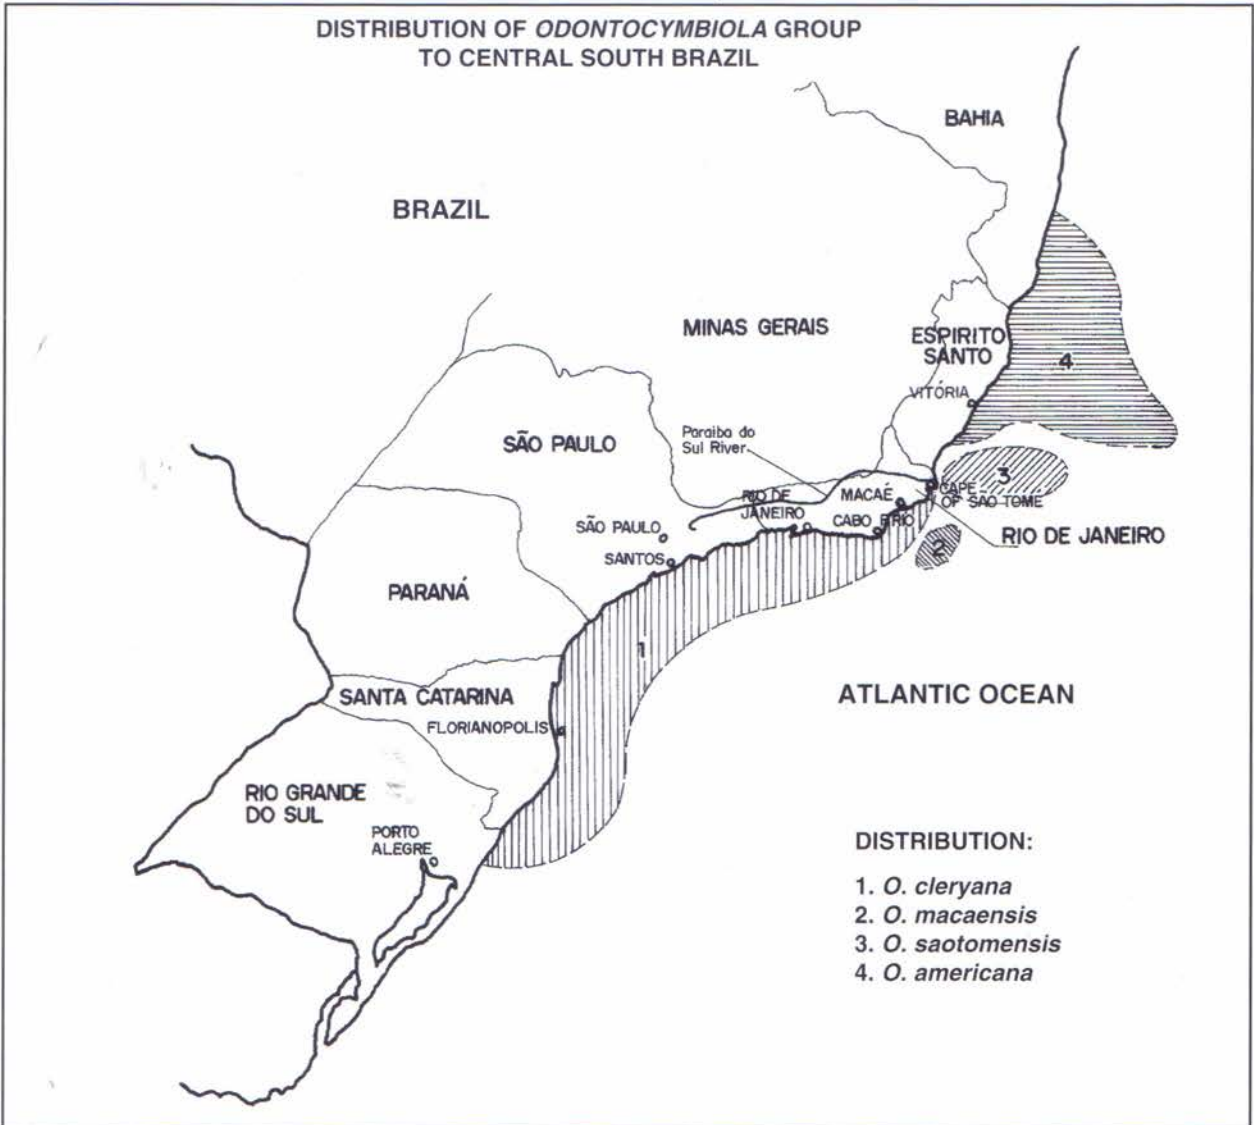 DISTRIBUTION OF ODONTOCYMBIOLA GROUP
TO CENTRAL SOUTH BRAZIL
BAHIA
BRAZIL
MINAS GERAIS
ESPIRITO
SANTO
4
VITÓRIA
SÃO PAULO
Paraiba do
Sul River
3
CAPE
OF SÃO TOME
MACAÉ
RIO DE
JANEIRO
CABO FRIO
RIO DE JANEIRO
2
SÃO PAULO
SANTOS
PARANÁ
1
SANTA CATARINA
FLORIANOPOLIS
ATLANTIC OCEAN
RIO GRANDE
DO SUL
PORTO
ALEGRE
DISTRIBUTION:
1. O. cleryana
2. O. macaensis
3. O. saotomensis
4. O. americana